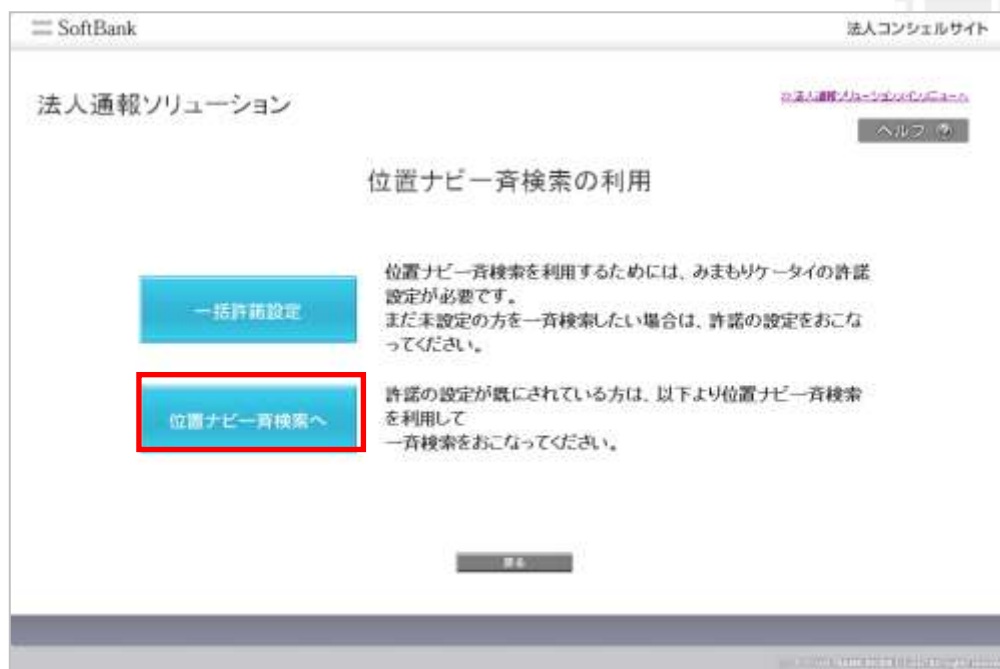 SoftBank
法人コンシェルサイト
法人通報ソリューション
ヘルプ
位置ナビ一斉検索の利用
一括許諾設定
位置ナビ一斉検索を利用するためには、みまもりケータイの許諾
設定が必要です。
まだ未設定の方を一斉検索したい場合は、許諾の設定をおこな
ってください。
位置ナビ一斉検索へ
許諾の設定が既にされている方は、以下より位置ナビ一斉検索
を利用して
一斉検索をおこなってください。
戻る